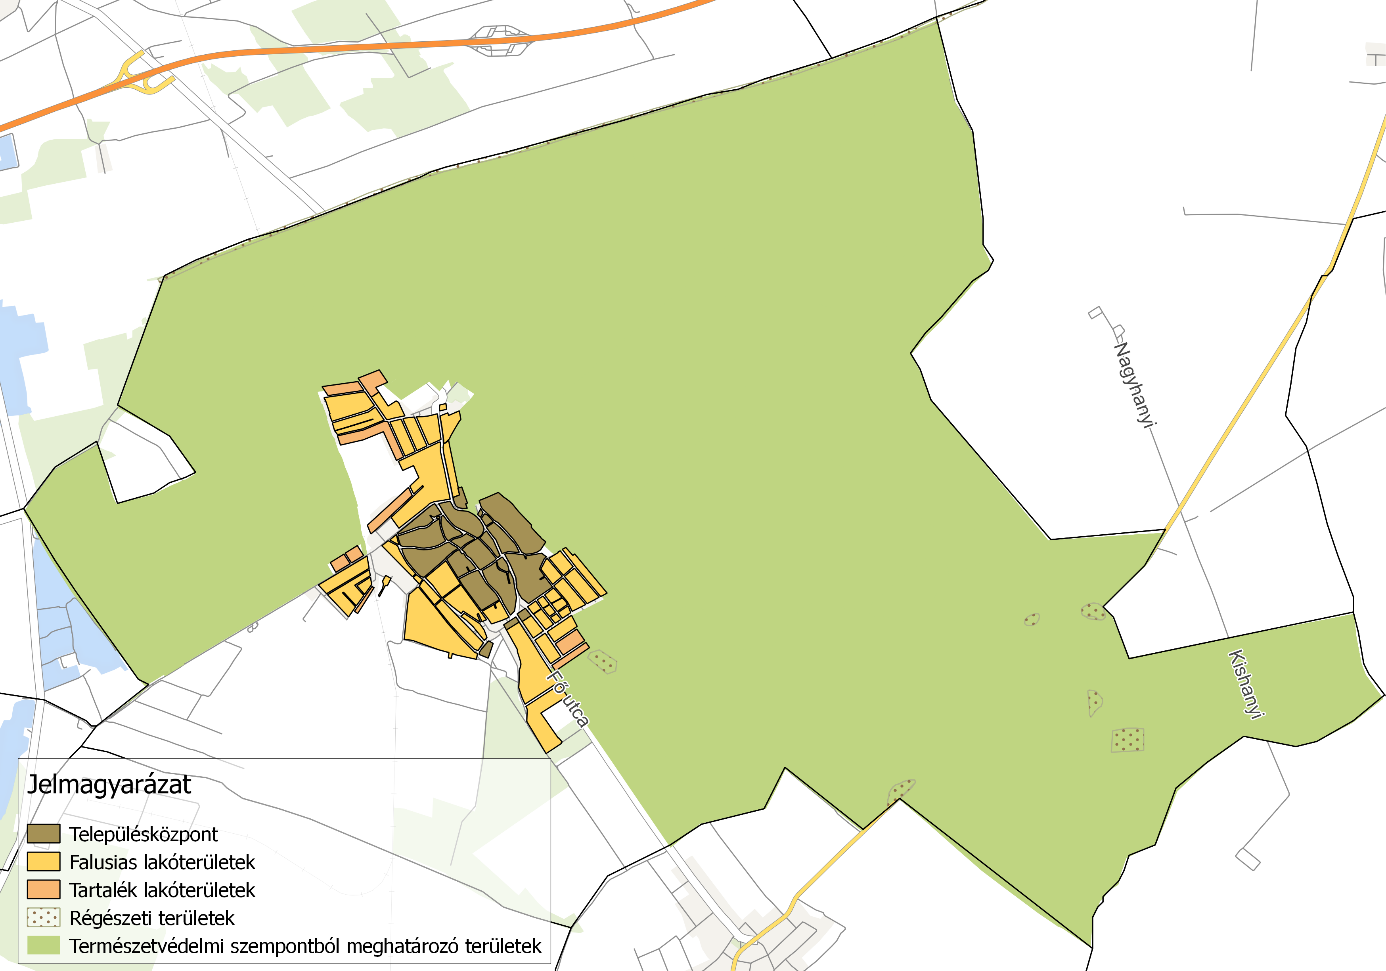 Nagyhanyi
Kishanyi
Fő utca
Jelmagyarázat
Településközpont
Falusias lakóterületek
Tartalék lakóterületek
Régészeti területek
Természetvédelmi szempontból meghatározó területek